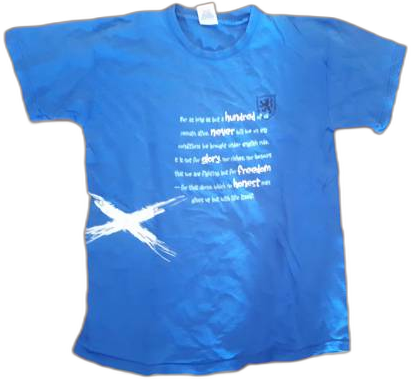 For as long as but a hundred of us
remain alive, never will we on any
conditions be brought under english rule.
it is not for glory, nor riches, nor honours
that we are fighting, but for freedom
– for that alone, which no honest man
gives up but with life itself